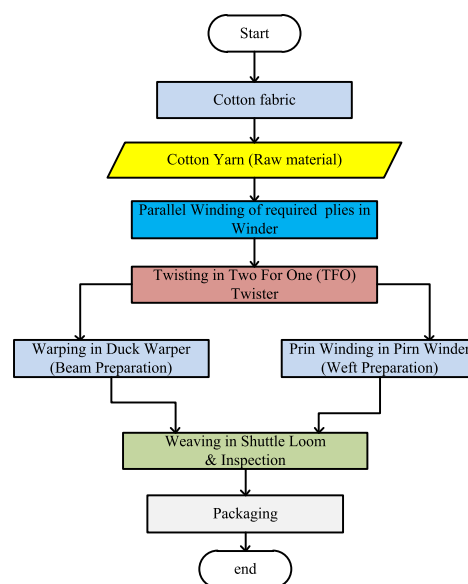 Start
Cotton fabric
Cotton Yarn (Raw material)
Parallel Winding of required plies in
Winder
Twisting in Two For One (TFO)
Twister
Warping in Duck Warper
(Beam Preparation)
Prin Winding in Pirn Winder
(Weft Preparation)
Weaving in Shuttle Loom
& Inspection
Packaging
end